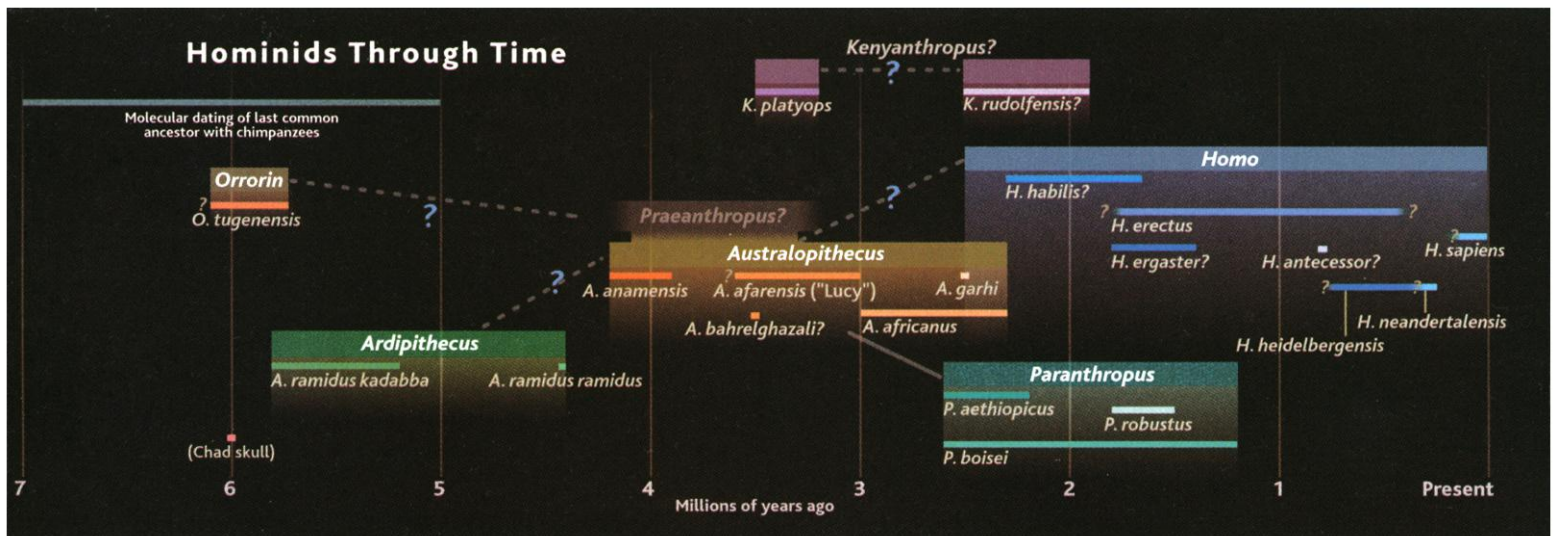 Hominids Through Time
Kenyanthropus?
?
K. platyops
K. rudolfensis?
Molecular dating of last common
ancestor with chimpanzees
Homo
Orrorin
H. habilis?
?
? O. tugenensis
?
Praeanthropus?
? ?
H. erectus
? H. sapiens
Australopithecus
H. ergaster?
H. antecessor?
?
A. anamensis
? A. afarensis ("Lucy")
A. garhi
? ?
A. bahrelghazali?
A. africanus
H. neandertalensis
H. heidelbergensis
Ardipithecus
A. ramidus kadabba
A. ramidus ramidus
Paranthropus
P. aethiopicus
P. robustus
(Chad skull)
P. boisei
7 6 5 4 3 2 1 Present
Millions of years ago